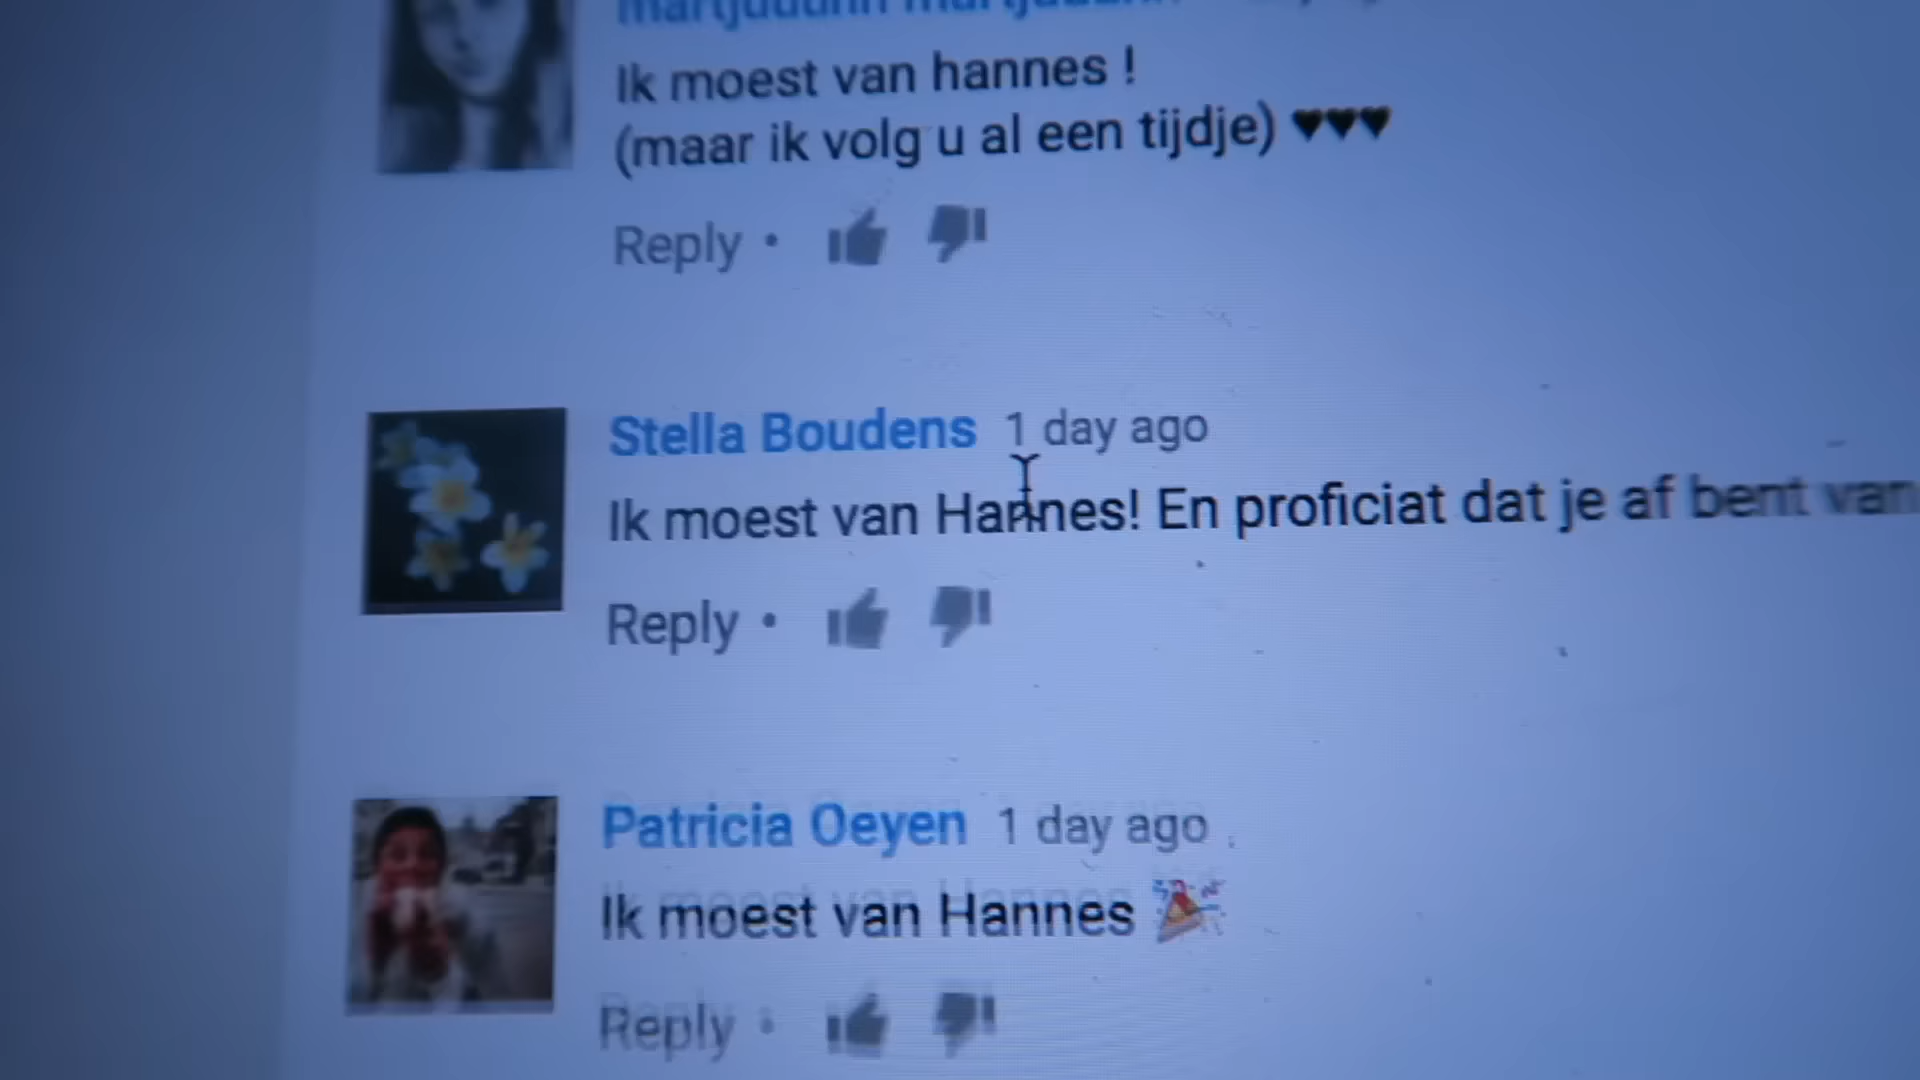 Ik moest van hannes !
(maar ik volg u al een tijdje) ♥♥♥
Reply •
Stella Boudens 1 day ago
Ik moest van Hannes! En proficiat dat je af bent van
Reply •
Patricia Oeyen 1 day ago
Ik moest van Hannes 🎉
Reply •